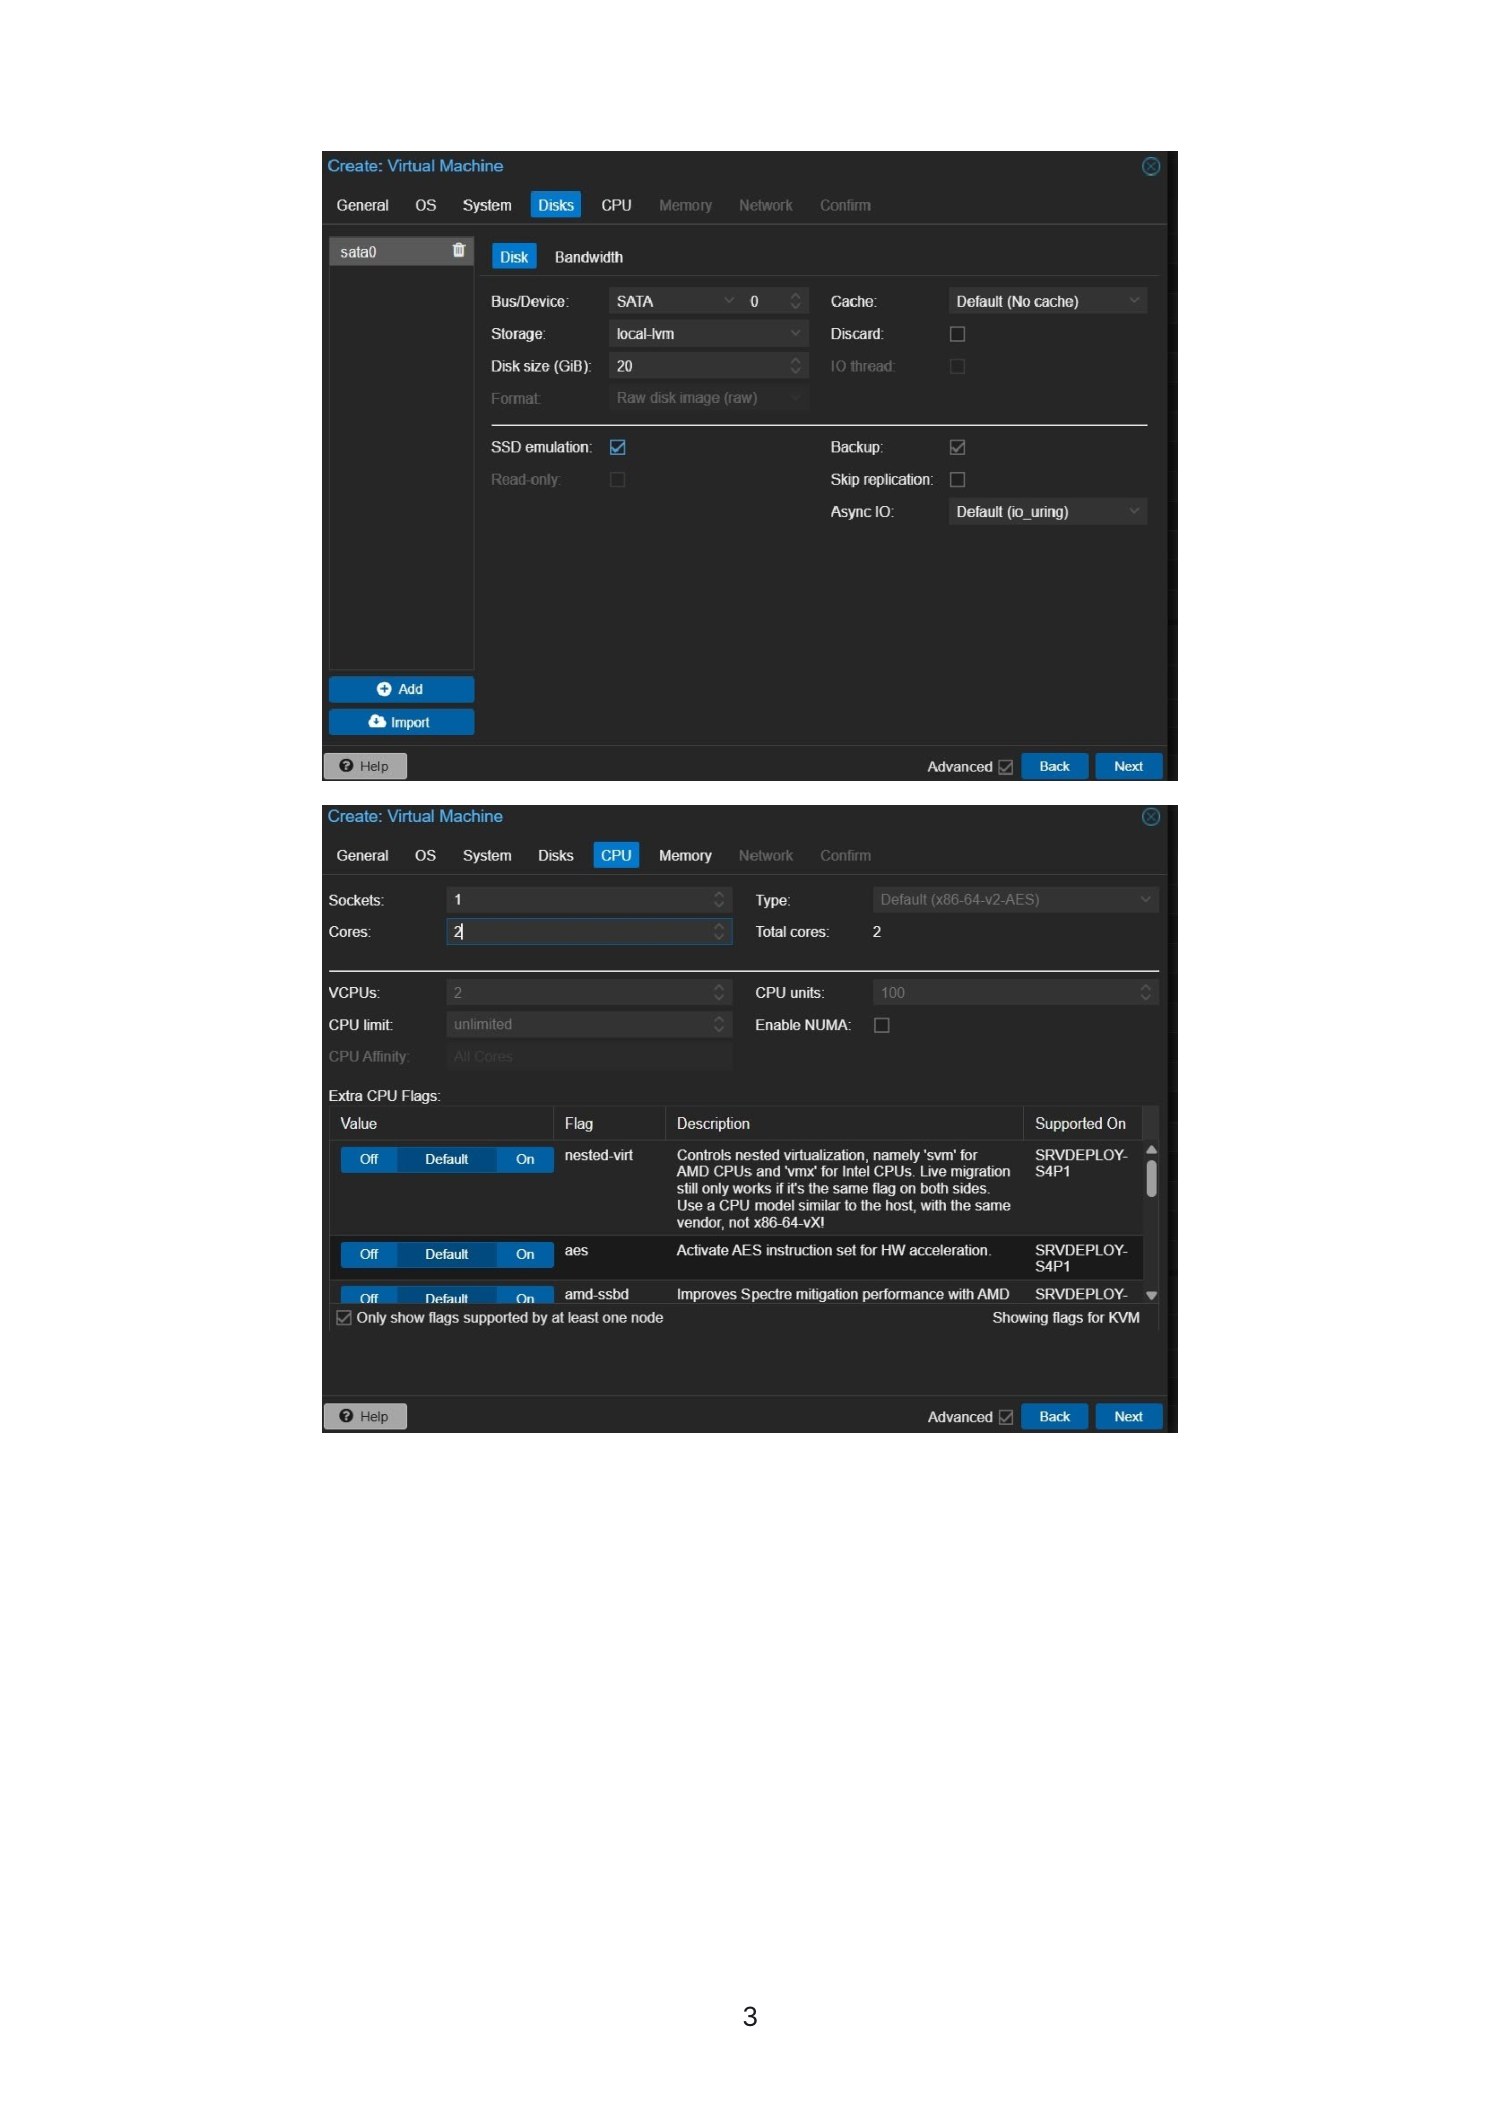 Create: Virtual Machine
General OS System Disks CPU Memory Network Confirm
sata0
Disk Bandwidth
Bus/Device: SATA 0 Cache: Default (No cache)
Storage: local-lvm Discard:
Disk size (GiB): 20 IO thread:
Format: Raw disk image (raw)
SSD emulation: Backup:
Read-only: Skip replication:
Async IO: Default (io_uring)
Add
Import
Help Advanced Back Next
Create: Virtual Machine
General OS System Disks CPU Memory Network Confirm
Sockets: 1 Type: Default (x86-64-v2-AES)
Cores: 2 Total cores: 2
VCPUs: 2 CPU units: 100
CPU limit: unlimited Enable NUMA:
CPU Affinity: All Cores
Extra CPU Flags:
Value Flag Description Supported On
Off Default On nested-virt Controls nested virtualization, namely 'svm' for SRVDEPLOY-
AMD CPUs and 'vmx' for Intel CPUs. Live migration S4P1
still only works if it's the same flag on both sides.
Use a CPU model similar to the host, with the same
vendor, not x86-64-vX!
Off Default On aes Activate AES instruction set for HW acceleration. SRVDEPLOY-
S4P1
Off Default On amd-ssbd Improves Spectre mitigation performance with AMD SRVDEPLOY-
Only show flags supported by at least one node Showing flags for KVM
Help Advanced Back Next
3